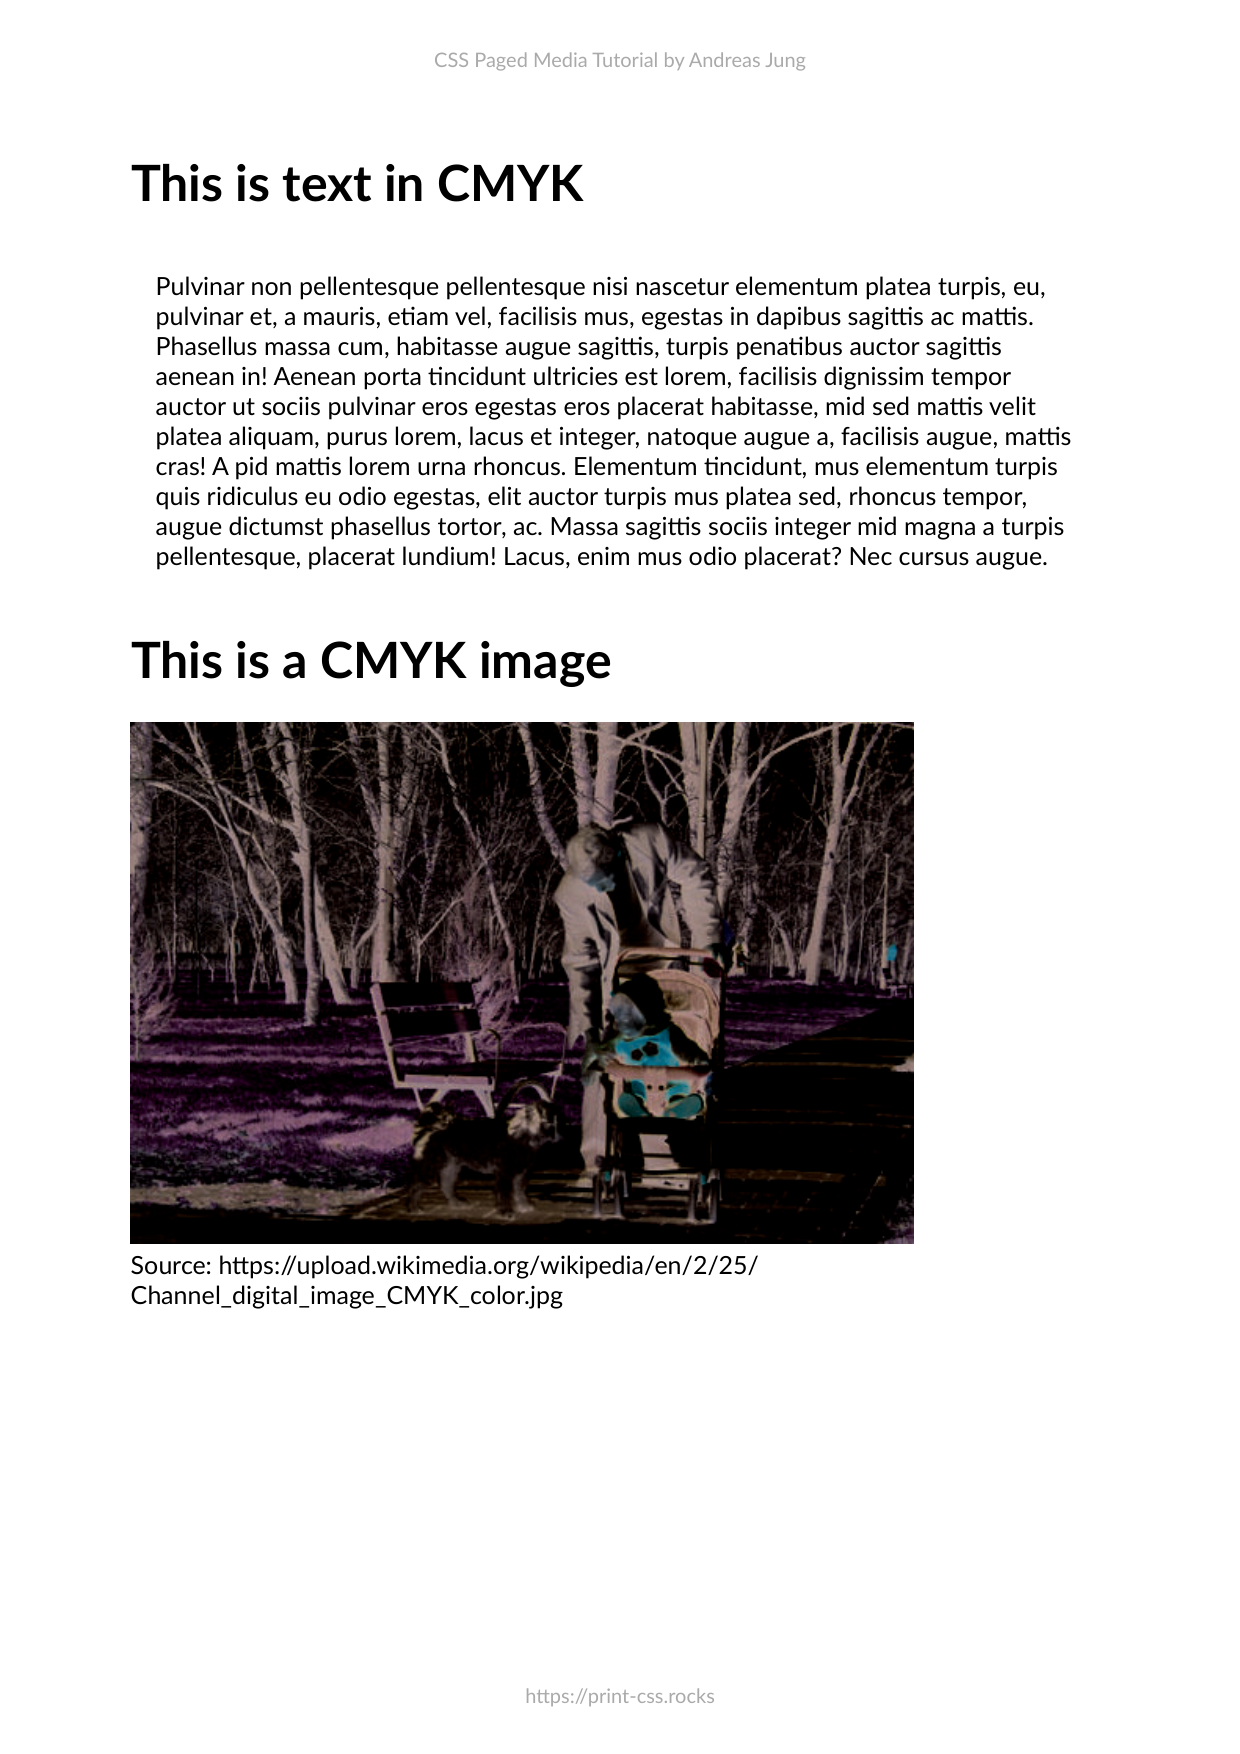 CSS Paged Media Tutorial by Andreas Jung
This is text in CMYK
Pulvinar non pellentesque pellentesque nisi nascetur elementum platea turpis, eu,
pulvinar et, a mauris, etiam vel, facilisis mus, egestas in dapibus sagittis ac mattis.
Phasellus massa cum, habitasse augue sagittis, turpis penatibus auctor sagittis
aenean in! Aenean porta tincidunt ultricies est lorem, facilisis dignissim tempor
auctor ut sociis pulvinar eros egestas eros placerat habitasse, mid sed mattis velit
platea aliquam, purus lorem, lacus et integer, natoque augue a, facilisis augue, mattis
cras! A pid mattis lorem urna rhoncus. Elementum tincidunt, mus elementum turpis
quis ridiculus eu odio egestas, elit auctor turpis mus platea sed, rhoncus tempor,
augue dictumst phasellus tortor, ac. Massa sagittis sociis integer mid magna a turpis
pellentesque, placerat lundium! Lacus, enim mus odio placerat? Nec cursus augue.
This is a CMYK image
Source: https://upload.wikimedia.org/wikipedia/en/2/25/
Channel_digital_image_CMYK_color.jpg
https://print-css.rocks